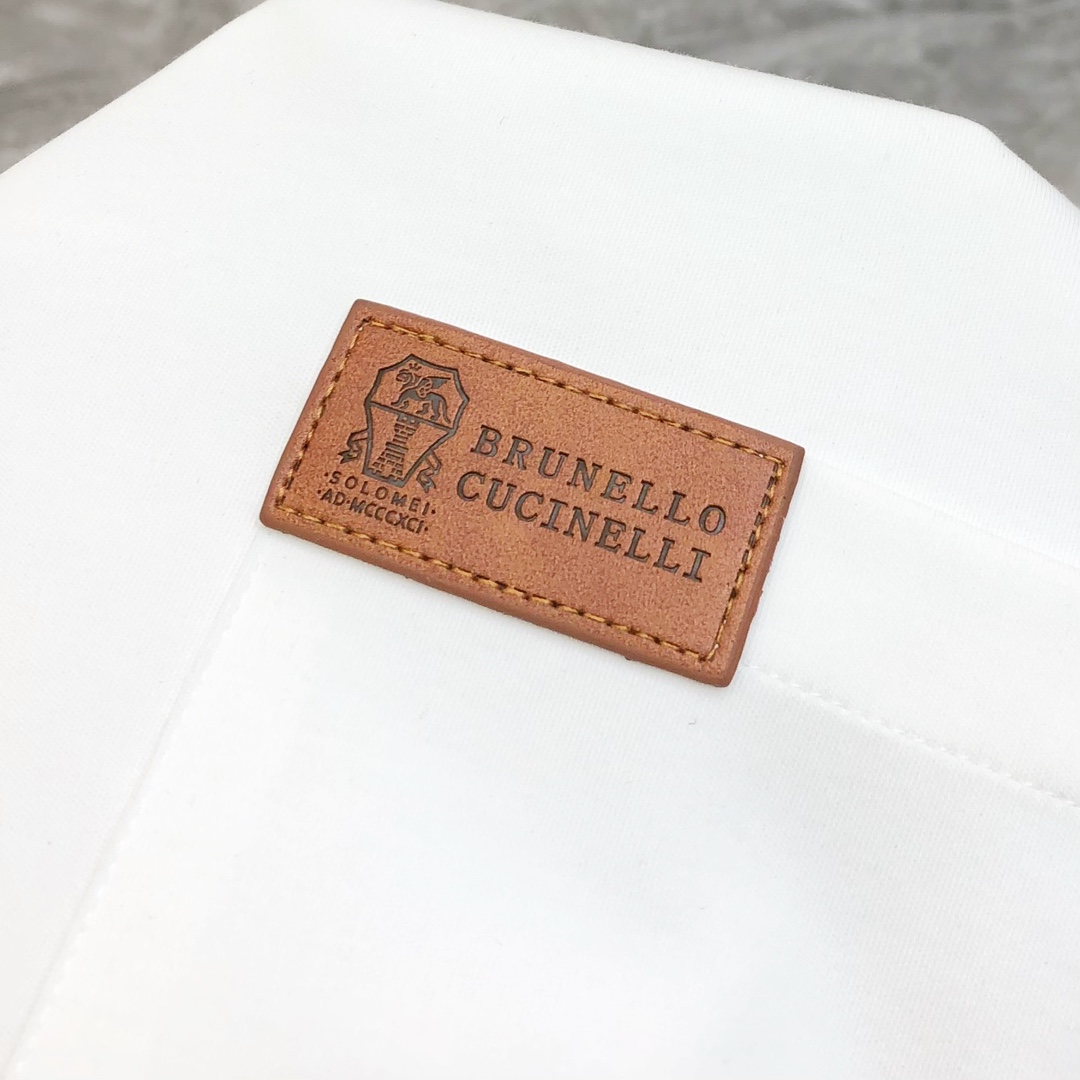 BRUNELLO
CUCINELLI
·SOLOMEI·
·AD·MCCCXCI·